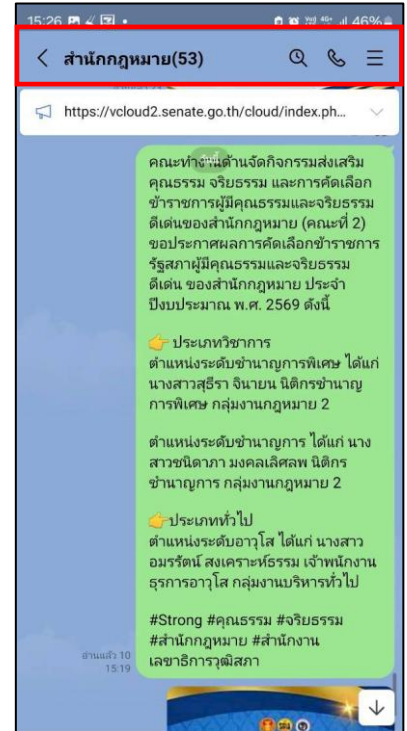 15:26
46%
สำนักกฎหมาย(53)
https://vcloud2.senate.go.th/cloud/index.ph...
วันนี้
คณะทำงานด้านจัดกิจกรรมส่งเสริม
คุณธรรม จริยธรรม และการคัดเลือก
ข้าราชการผู้มีคุณธรรมและจริยธรรม
ดีเด่นของสำนักกฎหมาย (คณะที่ 2)
ขอประกาศผลการคัดเลือกข้าราชการ
รัฐสภาผู้มีคุณธรรมและจริยธรรม
ดีเด่น ของสำนักกฎหมาย ประจำ
ปีงบประมาณ พ.ศ. 2569 ดังนี้
👉 ประเภทวิชาการ
ตำแหน่งระดับชำนาญการพิเศษ ได้แก่
นางสาวสุธีรา จินายน นิติกรชำนาญ
การพิเศษ กลุ่มงานกฎหมาย 2
ตำแหน่งระดับชำนาญการ ได้แก่ นาง
สาวชนิดาภา มงคลเลิศลพ นิติกร
ชำนาญการ กลุ่มงานกฎหมาย 2
👉ประเภททั่วไป
ตำแหน่งระดับอาวุโส ได้แก่ นางสาว
อมรรัตน์ สงเคราะห์ธรรม เจ้าพนักงาน
ธุรการอาวุโส กลุ่มงานบริหารทั่วไป
#Strong #คุณธรรม #จริยธรรม
#สำนักกฎหมาย #สำนักงาน
เลขาธิการวุฒิสภา
อ่านแล้ว 10
15:19